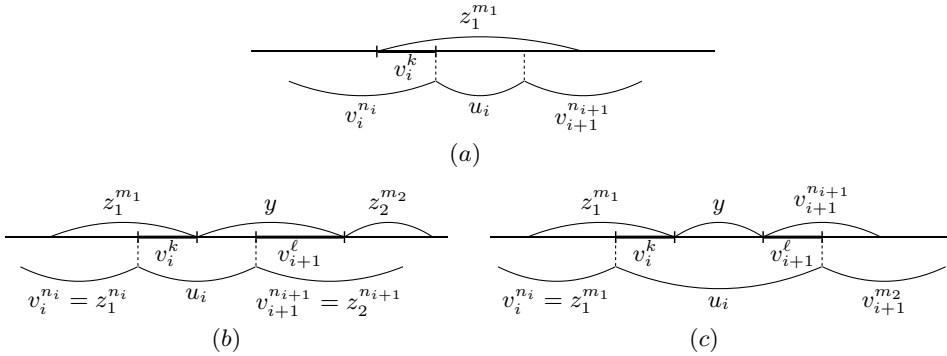 z_1^{m_1}
v_i^k
v_i^{n_i} u_i v_{i+1}^{n_{i+1}}
(a)
z_1^{m_1} y z_2^{m_2} z_1^{m_1} y v_{i+1}^{n_{i+1}}
v_i^k v_{i+1}^ℓ v_i^k v_{i+1}^ℓ
v_i^{n_i} = z_1^{n_i} u_i v_{i+1}^{n_{i+1}} = z_2^{n_{i+1}} v_i^{n_i} = z_1^{m_1} u_i v_{i+1}^{m_2}
(b) (c)